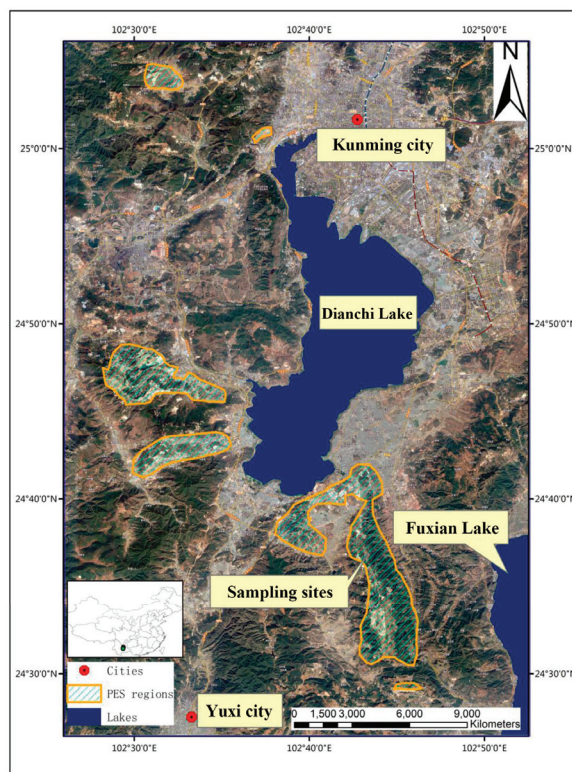 102°30'0"E 102°40'0"E 102°50'0"E
N
Kunming city
25°0'0"N 25°0'0"N
Dianchi Lake
24°50'0"N 24°50'0"N
24°40'0"N 24°40'0"N
Fuxian Lake
Sampling sites
24°30'0"N 24°30'0"N
Cities
PES regions
Lakes
Yuxi city
0 1,500 3,000 6,000 9,000
Kilometers
102°30'0"E 102°40'0"E 102°50'0"E